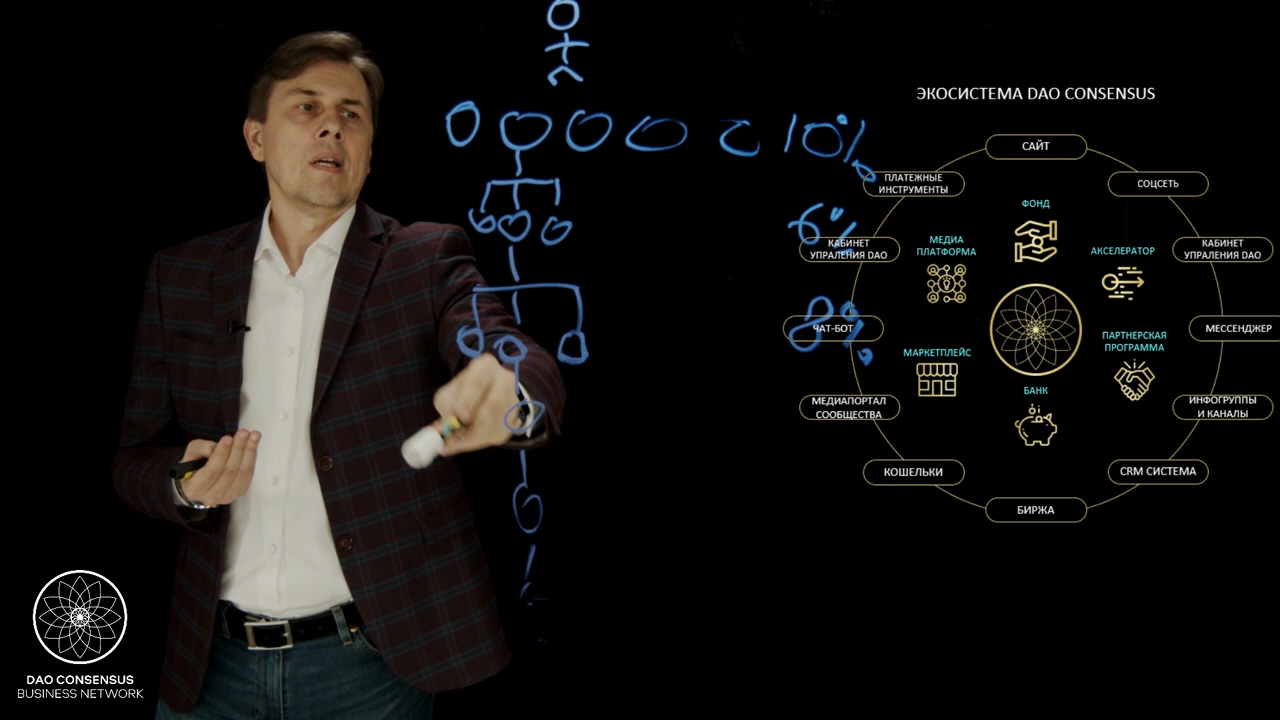 ЭКОСИСТЕМА DAO CONSENSUS
САЙТ
ПЛАТЕЖНЫЕ
ИНСТРУМЕНТЫ
СОЦСЕТЬ
ФОНД
МЕДИА
ПЛАТФОРМА
АКСЕЛЕРАТОР
КАБИНЕТ
УПРАЛЕНИЯ DAO
КАБИНЕТ
УПРАЛЕНИЯ DAO
ЧАТ-БОТ
МЕССЕНДЖЕР
МАРКЕТПЛЕЙС
ПАРТНЕРСКАЯ
ПРОГРАММА
БАНК
МЕДИАПОРТАЛ
СООБЩЕСТВА
ИНФОГРУППЫ
И КАНАЛЫ
КОШЕЛЬКИ
CRM СИСТЕМА
БИРЖА
10%
6%
8%
DAO CONSENSUS
BUSINESS NETWORK